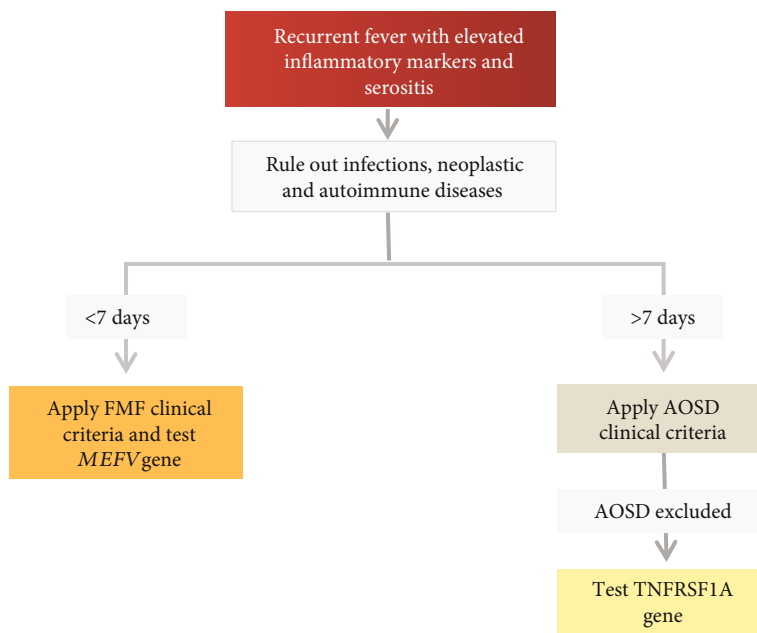 Recurrent fever with elevated
inflammatory markers and
serositis
Rule out infections, neoplastic
and autoimmune diseases
<7 days
>7 days
Apply FMF clinical
criteria and test
MEFV gene
Apply AOSD
clinical criteria
AOSD excluded
Test TNFRSF1A
gene